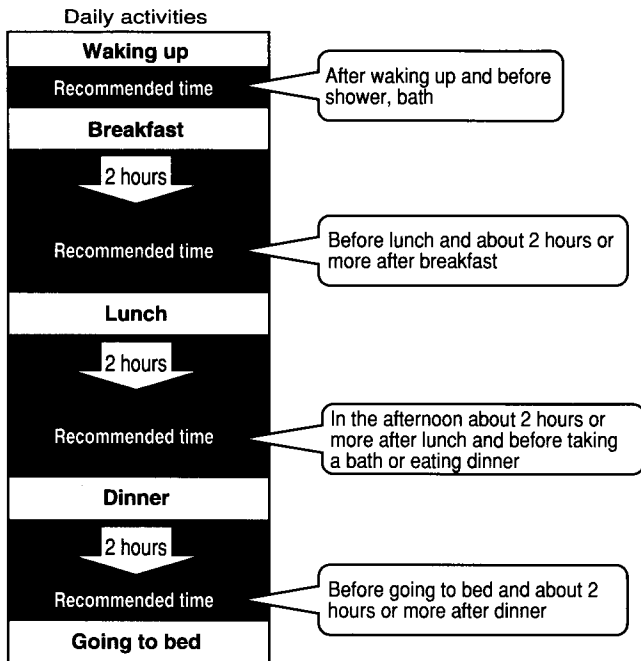 Daily activities
Waking up
Recommended time
After waking up and before
shower, bath
Breakfast
2 hours
Recommended time
Before lunch and about 2 hours or
more after breakfast
Lunch
2 hours
Recommended time
In the afternoon about 2 hours or
more after lunch and before taking
a bath or eating dinner
Dinner
2 hours
Recommended time
Before going to bed and about 2
hours or more after dinner
Going to bed